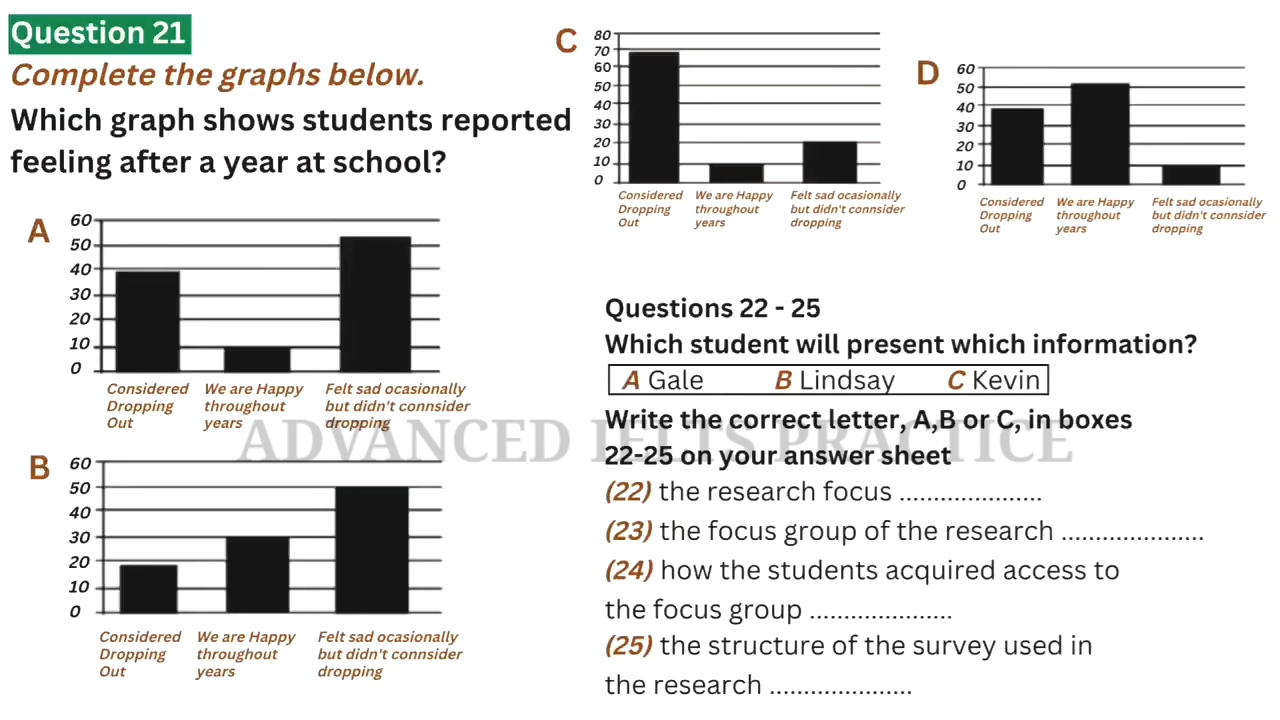 Question 21
Complete the graphs below.
Which graph shows students reported
feeling after a year at school?
A
60
50
40
30
20
10
0
Considered
Dropping
Out
We are Happy
throughout
years
Felt sad ocasionally
but didn't connsider
dropping
B
60
50
40
30
20
10
0
Considered
Dropping
Out
We are Happy
throughout
years
Felt sad ocasionally
but didn't connsider
dropping
C
80
70
60
50
40
30
20
10
0
Considered
Dropping
Out
We are Happy
throughout
years
Felt sad ocasionally
but didn't connsider
dropping
D
60
50
40
30
20
10
0
Considered
Dropping
Out
We are Happy
throughout
years
Felt sad ocasionally
but didn't connsider
dropping
ADVANCED IELTS PRACTICE
Questions 22 - 25
Which student will present which information?
A Gale B Lindsay C Kevin
Write the correct letter, A,B or C, in boxes
22-25 on your answer sheet
(22) the research focus .....................
(23) the focus group of the research .....................
(24) how the students acquired access to
the focus group .....................
(25) the structure of the survey used in
the research .....................